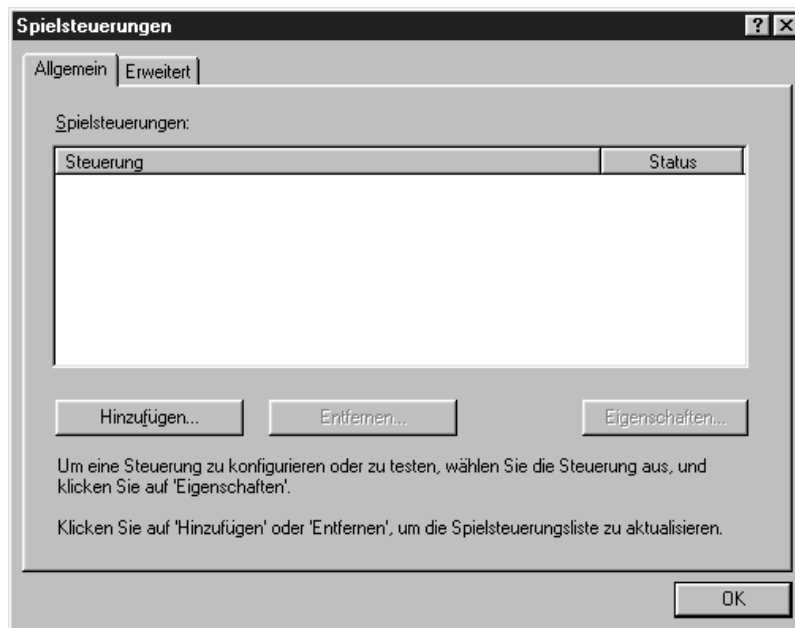 Spielsteuerungen
Allgemein Erweitert
Spielsteuerungen:
Steuerung Status
Hinzufügen... Entfernen... Eigenschaften...
Um eine Steuerung zu konfigurieren oder zu testen, wählen Sie die Steuerung aus, und
klicken Sie auf 'Eigenschaften'.
Klicken Sie auf 'Hinzufügen' oder 'Entfernen', um die Spielsteuerungsliste zu aktualisieren.
OK